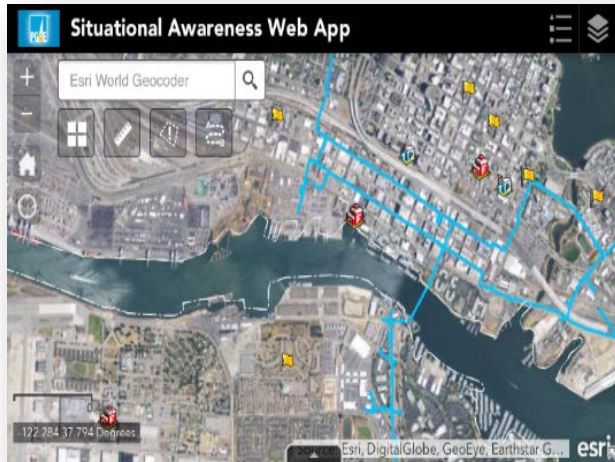 Situational Awareness Web App
Esri World Geocoder
-122.284 37.794 Degrees
Esri, DigitalGlobe, GeoEye, Earthstar G...
esri